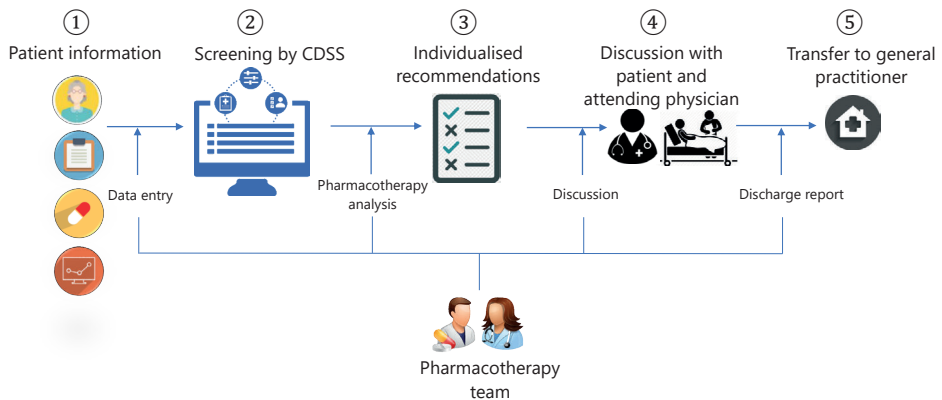 ①
Patient information
②
Screening by CDSS
③
Individualised
recommendations
④
Discussion with
patient and
attending physician
⑤
Transfer to general
practitioner
Data entry
Pharmacotherapy
analysis
Discussion
Discharge report
Pharmacotherapy
team